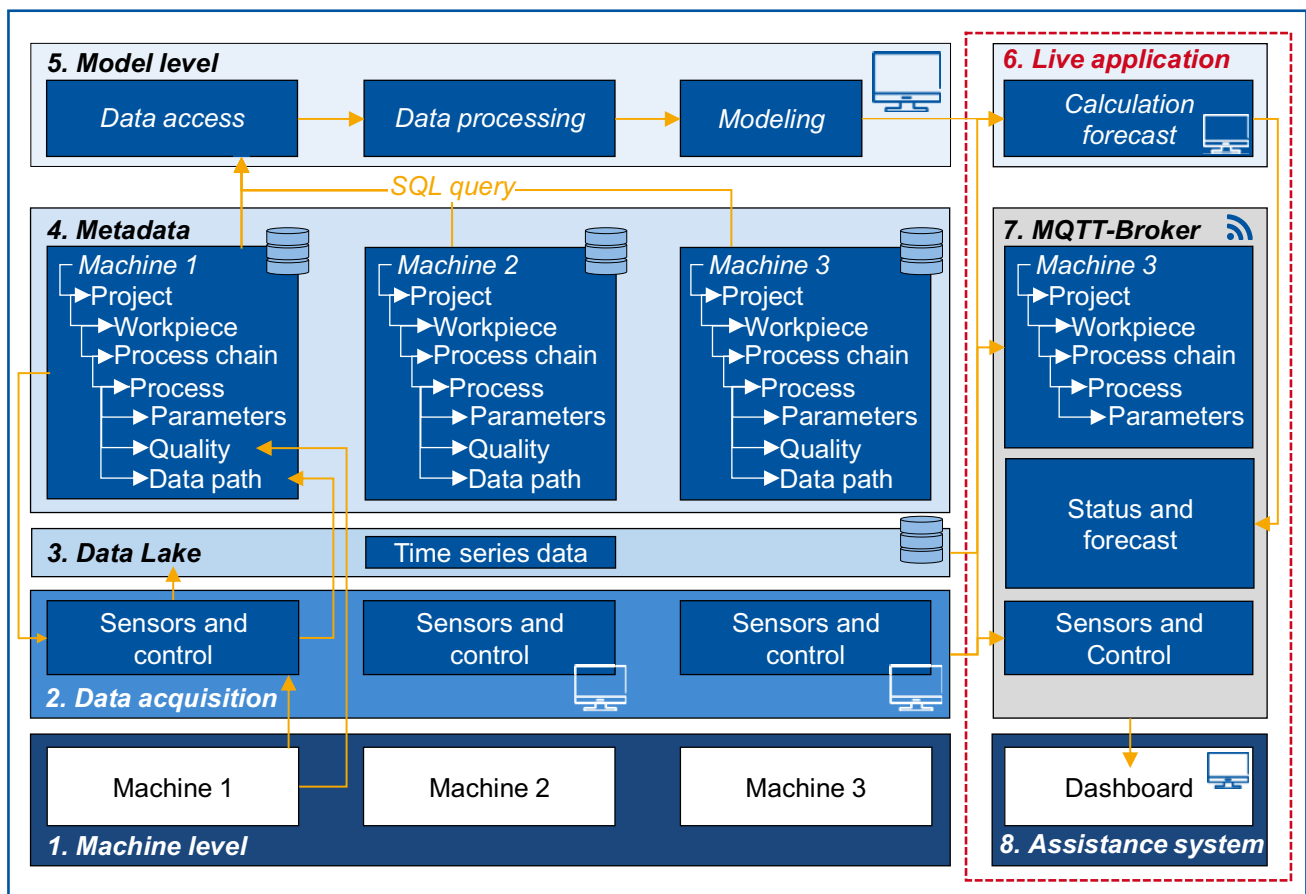 5. Model level
Data access
Data processing
Modeling
SQL query
4. Metadata
Machine 1
Project
Workpiece
Process chain
Process
Parameters
Quality
Data path
Machine 2
Project
Workpiece
Process chain
Process
Parameters
Quality
Data path
Machine 3
Project
Workpiece
Process chain
Process
Parameters
Quality
Data path
3. Data Lake
Time series data
Sensors and
control
Sensors and
control
Sensors and
control
2. Data acquisition
Machine 1
Machine 2
Machine 3
1. Machine level
6. Live application
Calculation
forecast
7. MQTT-Broker
Machine 3
Project
Workpiece
Process chain
Process
Parameters
Status and
forecast
Sensors and
Control
Dashboard
8. Assistance system